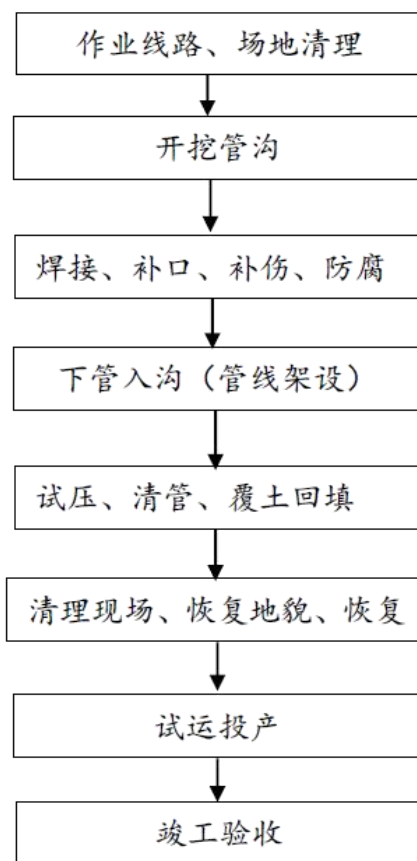 作业线路、场地清理
开挖管沟
焊接、补口、补伤、防腐
下管入沟（管线架设）
试压、清管、覆土回填
清理现场、恢复地貌、恢复
试运投产
竣工验收